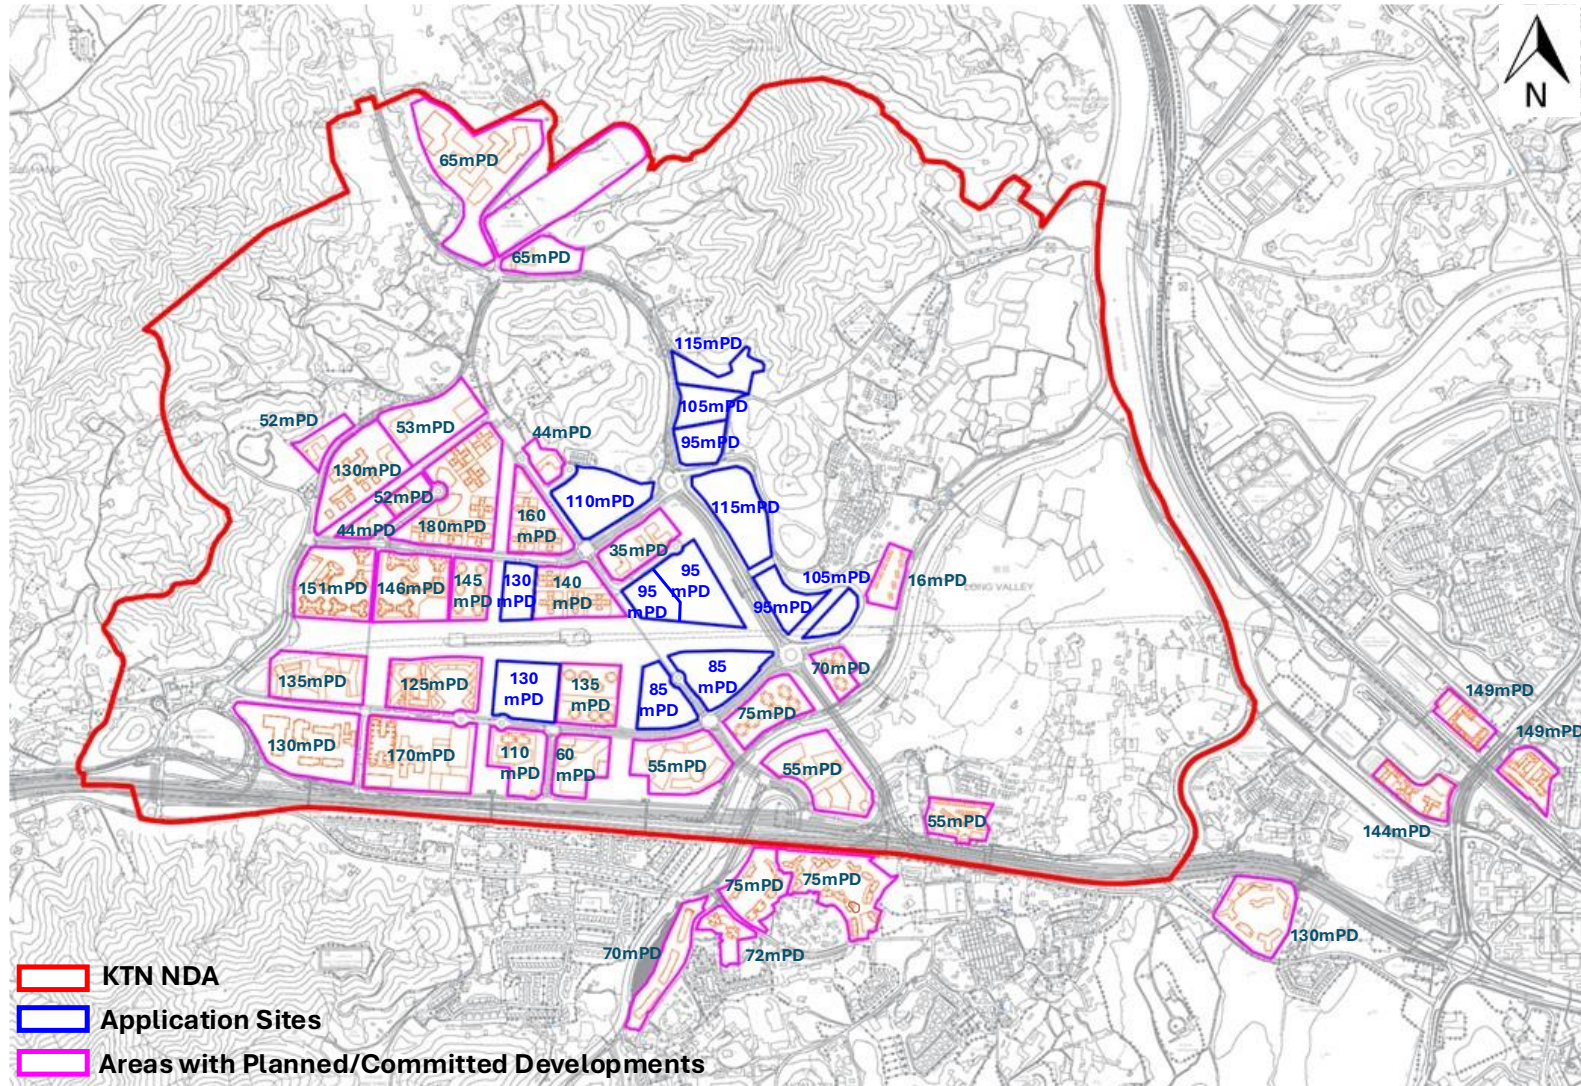 N
65mPD
65mPD
115mPD
105mPD
95mPD
52mPD
53mPD
44mPD
130mPD
52mPD
44mPD
180mPD
160
mPD
110mPD
115mPD
35mPD
151mPD
146mPD
145
mPD
130
mPD
140
mPD
95
mPD
95
mPD
105mPD
95mPD
16mPD
LONG VALLEY
135mPD
125mPD
130
mPD
135
mPD
85
mPD
85
mPD
70mPD
75mPD
130mPD
170mPD
110
mPD
60
mPD
55mPD
55mPD
55mPD
149mPD
149mPD
144mPD
75mPD
75mPD
70mPD
72mPD
130mPD
KTN NDA
Application Sites
Areas with Planned/Committed Developments